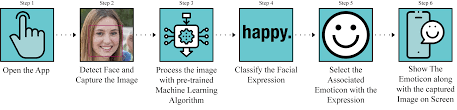 Step 1
Step 2
Step 3
Step 4
Step 5
Step 6
happy.
Open the App
Detect Face and
Capture the Image
Process the image
with pre-trained
Machine Learning
Algorithm
Classify the Facial
Expression
Select the
Associated
Emoticon with the
Expression
Show The
Emoticon along
with the
captured Image
on Screen